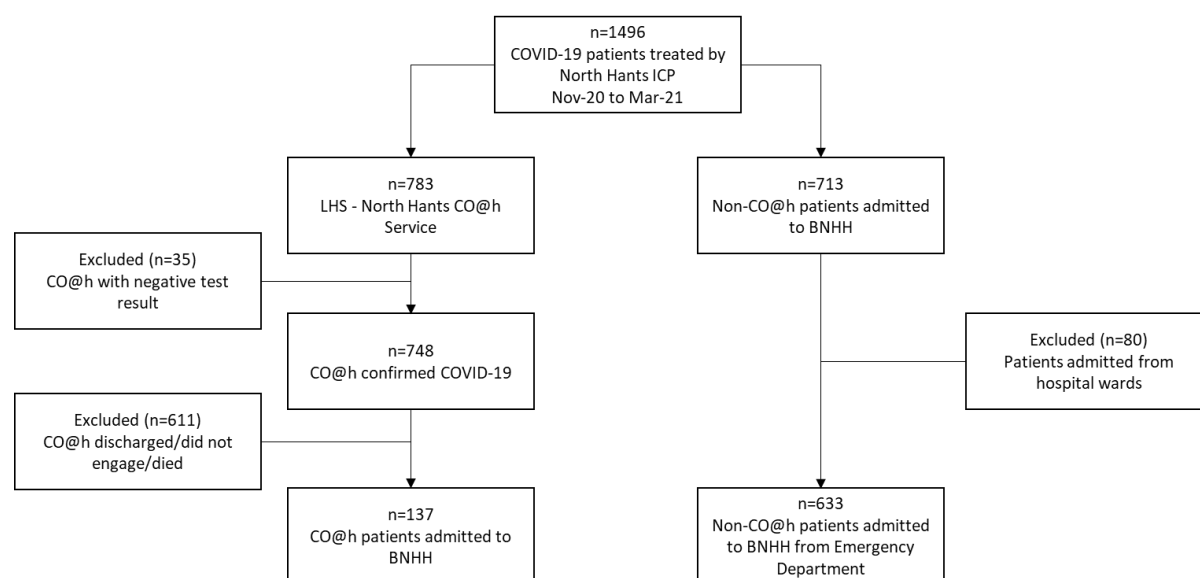 n=1496
COVID-19 patients treated by
North Hants ICP
Nov-20 to Mar-21
n=783
LHS - North Hants CO@h
Service
n=713
Non-CO@h patients admitted
to BNHH
Excluded (n=35)
CO@h with negative test
result
n=748
CO@h confirmed COVID-19
Excluded (n=80)
Patients admitted from
hospital wards
Excluded (n=611)
CO@h discharged/did not
engage/died
n=137
CO@h patients admitted to
BNHH
n=633
Non-CO@h patients admitted
to BNHH from Emergency
Department